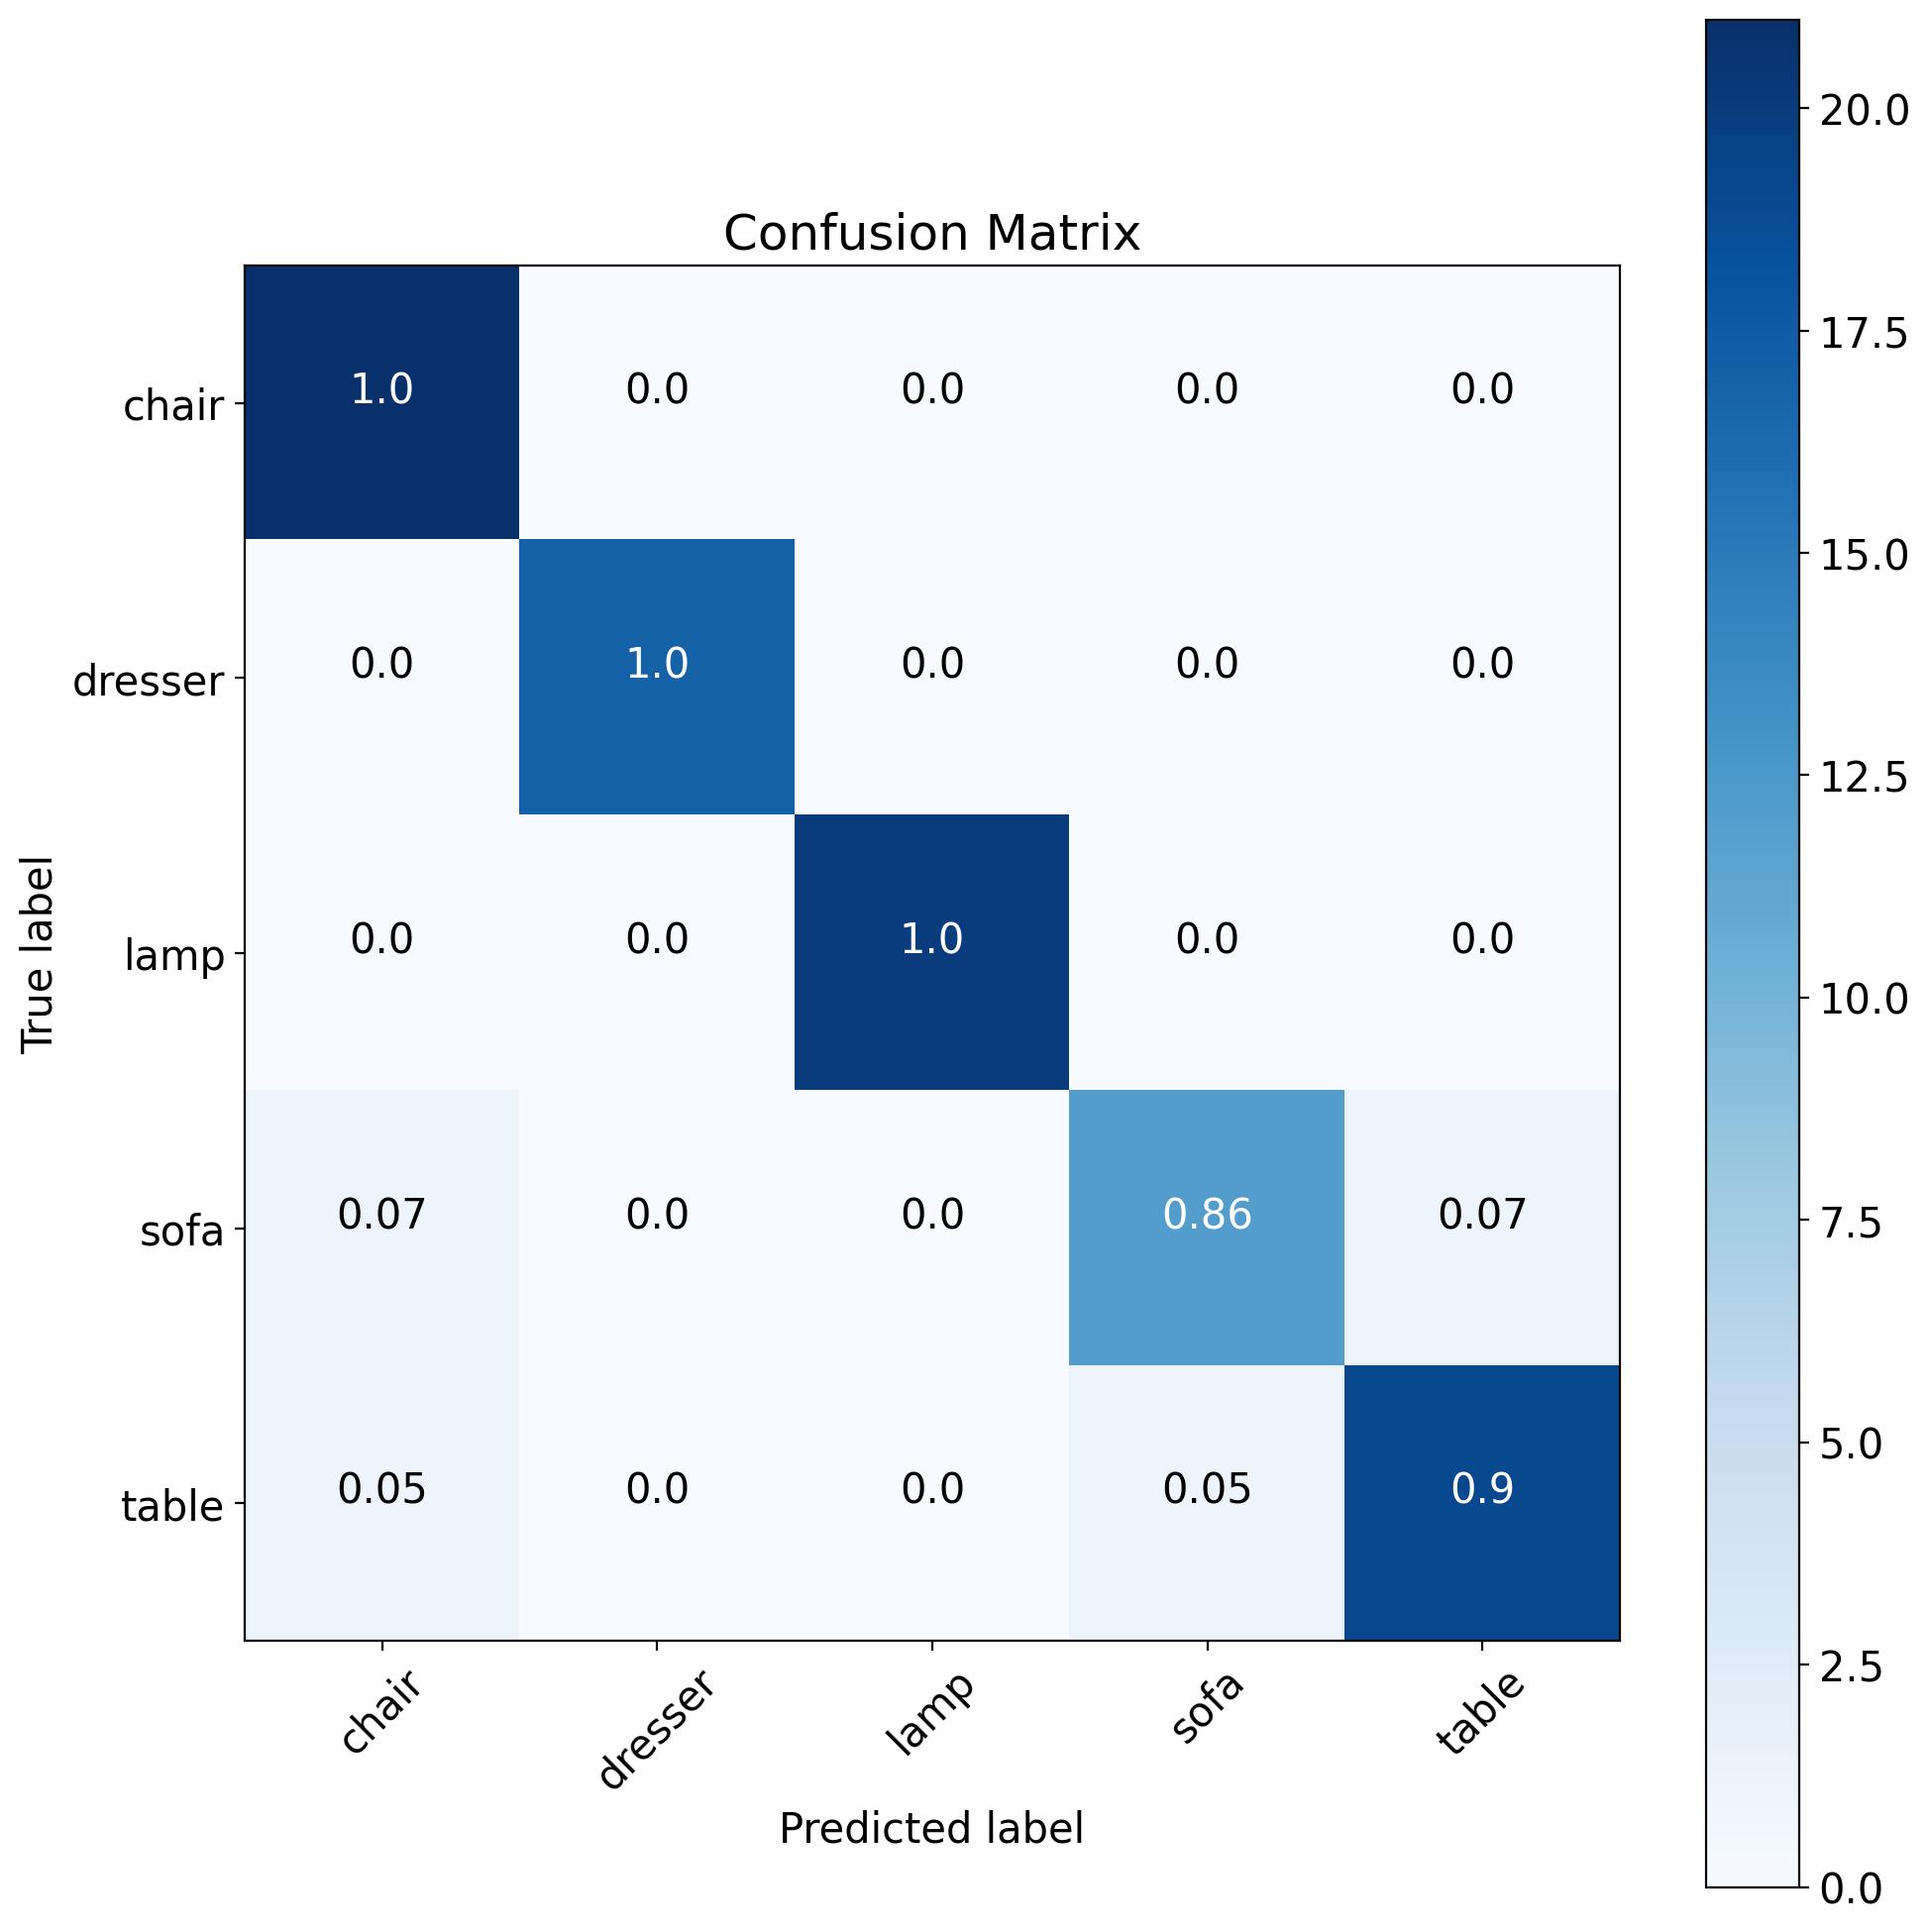 Confusion Matrix
chair 1.0 0.0 0.0 0.0 0.0
dresser 0.0 1.0 0.0 0.0 0.0
lamp 0.0 0.0 1.0 0.0 0.0
sofa 0.07 0.0 0.0 0.86 0.07
table 0.05 0.0 0.0 0.05 0.9
True label
chair dresser lamp sofa table
Predicted label
20.0
17.5
15.0
12.5
10.0
7.5
5.0
2.5
0.0